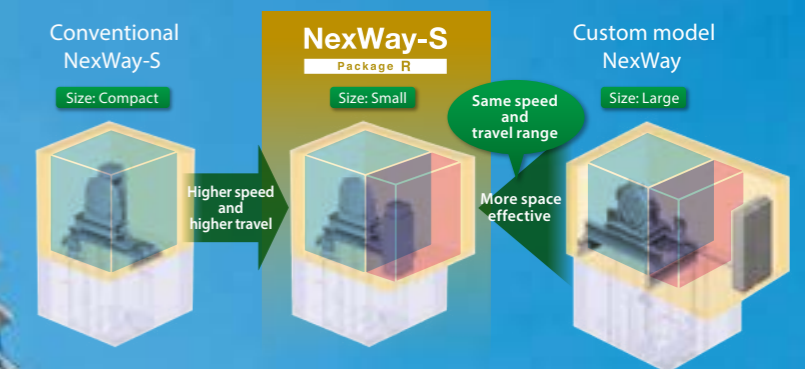 Conventional
NexWay-S
Size: Compact
Higher speed
and
higher travel
NexWay-S
Package R
Size: Small
Same speed
and
travel range
More space
effective
Custom model
NexWay
Size: Large